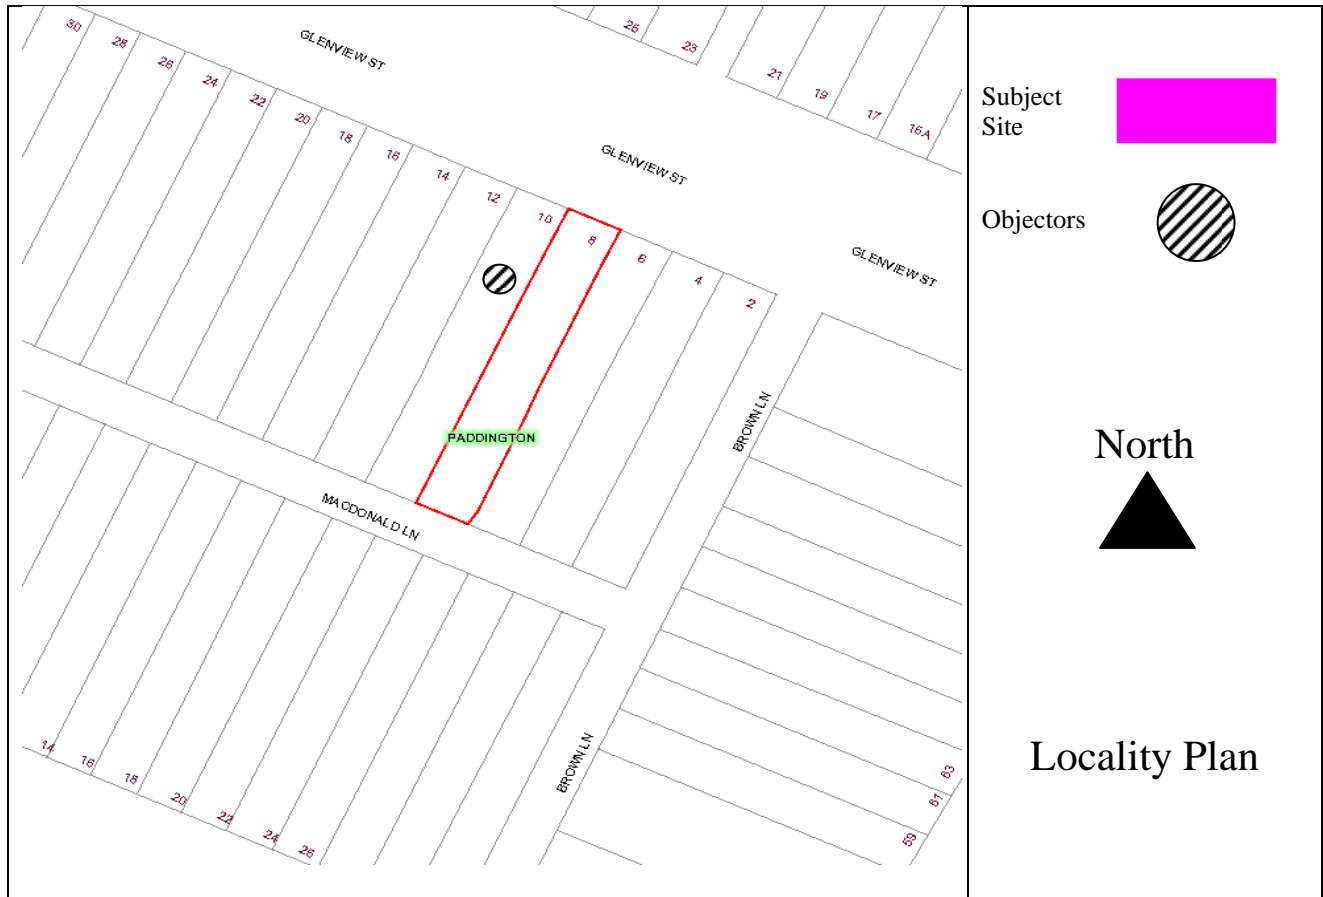 GLENVIEW ST
30
28
26
24
22
20
18
16
14
12
10
8
6
4
2
25
23
21
19
17
15A
GLENVIEW ST
GLENVIEW ST
BROWN LN
PADDINGTON
MACDONALD LN
BROWN LN
14
16
18
20
22
24
26
63
61
59
Subject
Site
Objectors
North
Locality Plan